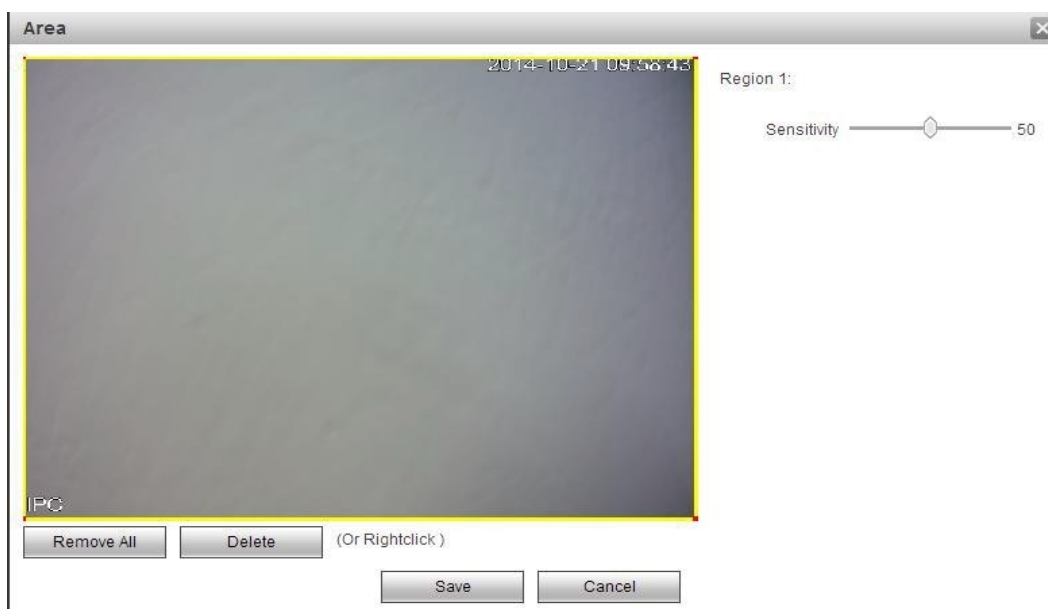 Area
2014-10-21 09:58:43
Region 1:
Sensitivity 50
IPC
Remove All Delete (Or Rightclick )
Save Cancel